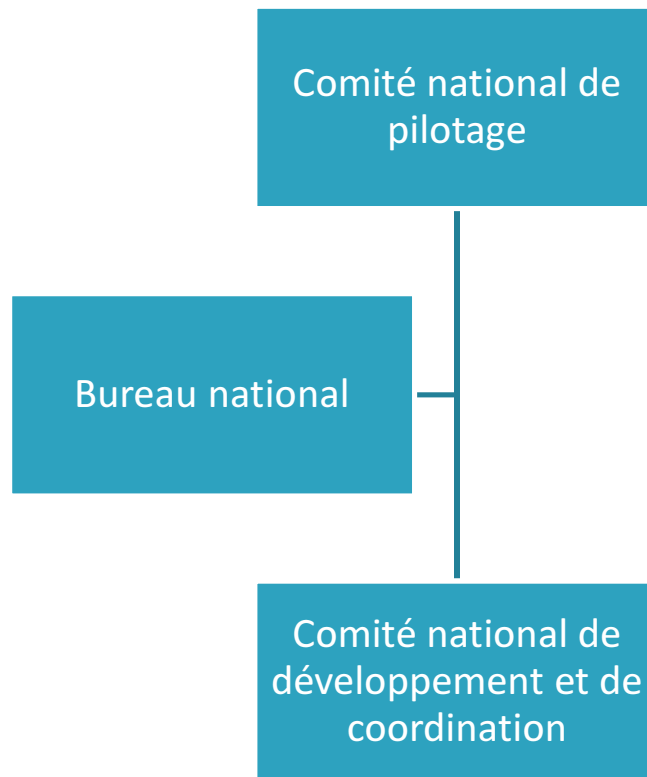 Comité national de
pilotage
Bureau national
Comité national de
développement et de
coordination